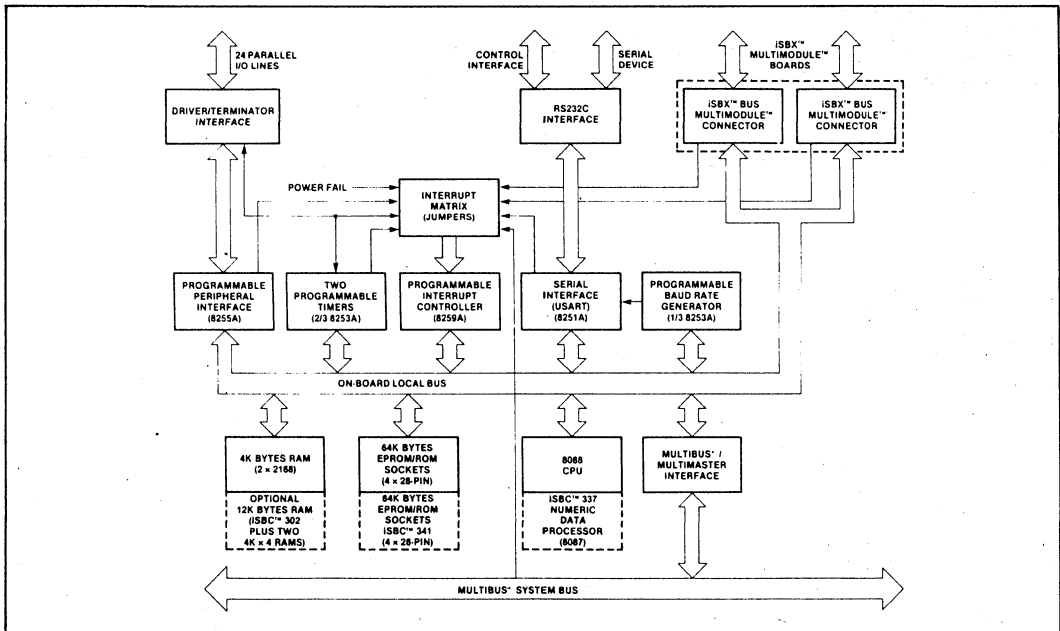 24 PARALLEL
I/O LINES
CONTROL
INTERFACE
SERIAL
DEVICE
iSBX™
MULTIMODULE™
BOARDS
DRIVER/TERMINATOR
INTERFACE
RS232C
INTERFACE
iSBX™ BUS
MULTIMODULE™
CONNECTOR
iSBX™ BUS
MULTIMODULE™
CONNECTOR
POWER FAIL
INTERRUPT
MATRIX
(JUMPERS)
PROGRAMMABLE
PERIPHERAL
INTERFACE
(8255A)
TWO
PROGRAMMABLE
TIMERS
(2/3 8253A)
PROGRAMMABLE
INTERRUPT
CONTROLLER
(8259A)
SERIAL
INTERFACE
(USART)
(8251A)
PROGRAMMABLE
BAUD RATE
GENERATOR
(1/3 8253A)
ON-BOARD LOCAL BUS
4K BYTES RAM
(2 × 2168)
64K BYTES
EPROM/ROM
SOCKETS
(4 × 28-PIN)
8088
CPU
MULTIBUS* /
MULTIMASTER
INTERFACE
OPTIONAL
12K BYTES RAM
(iSBC™ 302
PLUS TWO
4K × 4 RAMS)
64K BYTES
EPROM/ROM
SOCKETS
iSBC™ 341
(4 × 28-PIN)
iSBC™ 337
NUMERIC
DATA
PROCESSOR
(8087)
MULTIBUS* SYSTEM BUS